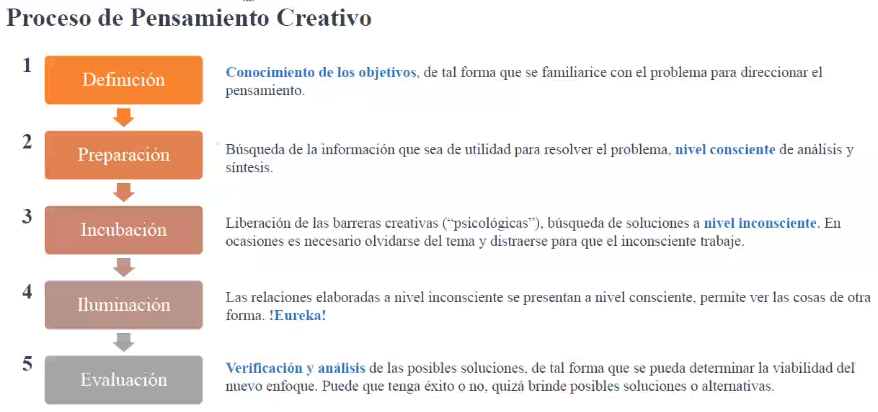 Proceso de Pensamiento Creativo
1
Definición
Conocimiento de los objetivos, de tal forma que se familiarice con el problema para direccionar el
pensamiento.
2
Preparación
Búsqueda de la información que sea de utilidad para resolver el problema, nivel consciente de análisis y
síntesis.
3
Incubación
Liberación de las barreras creativas (“psicológicas”), búsqueda de soluciones a nivel inconsciente. En
ocasiones es necesario olvidarse del tema y distraerse para que el inconsciente trabaje.
4
Iluminación
Las relaciones elaboradas a nivel inconsciente se presentan a nivel consciente, permite ver las cosas de otra
forma. !Eureka!
5
Evaluación
Verificación y análisis de las posibles soluciones, de tal forma que se pueda determinar la viabilidad del
nuevo enfoque. Puede que tenga éxito o no, quizá brinde posibles soluciones o alternativas.